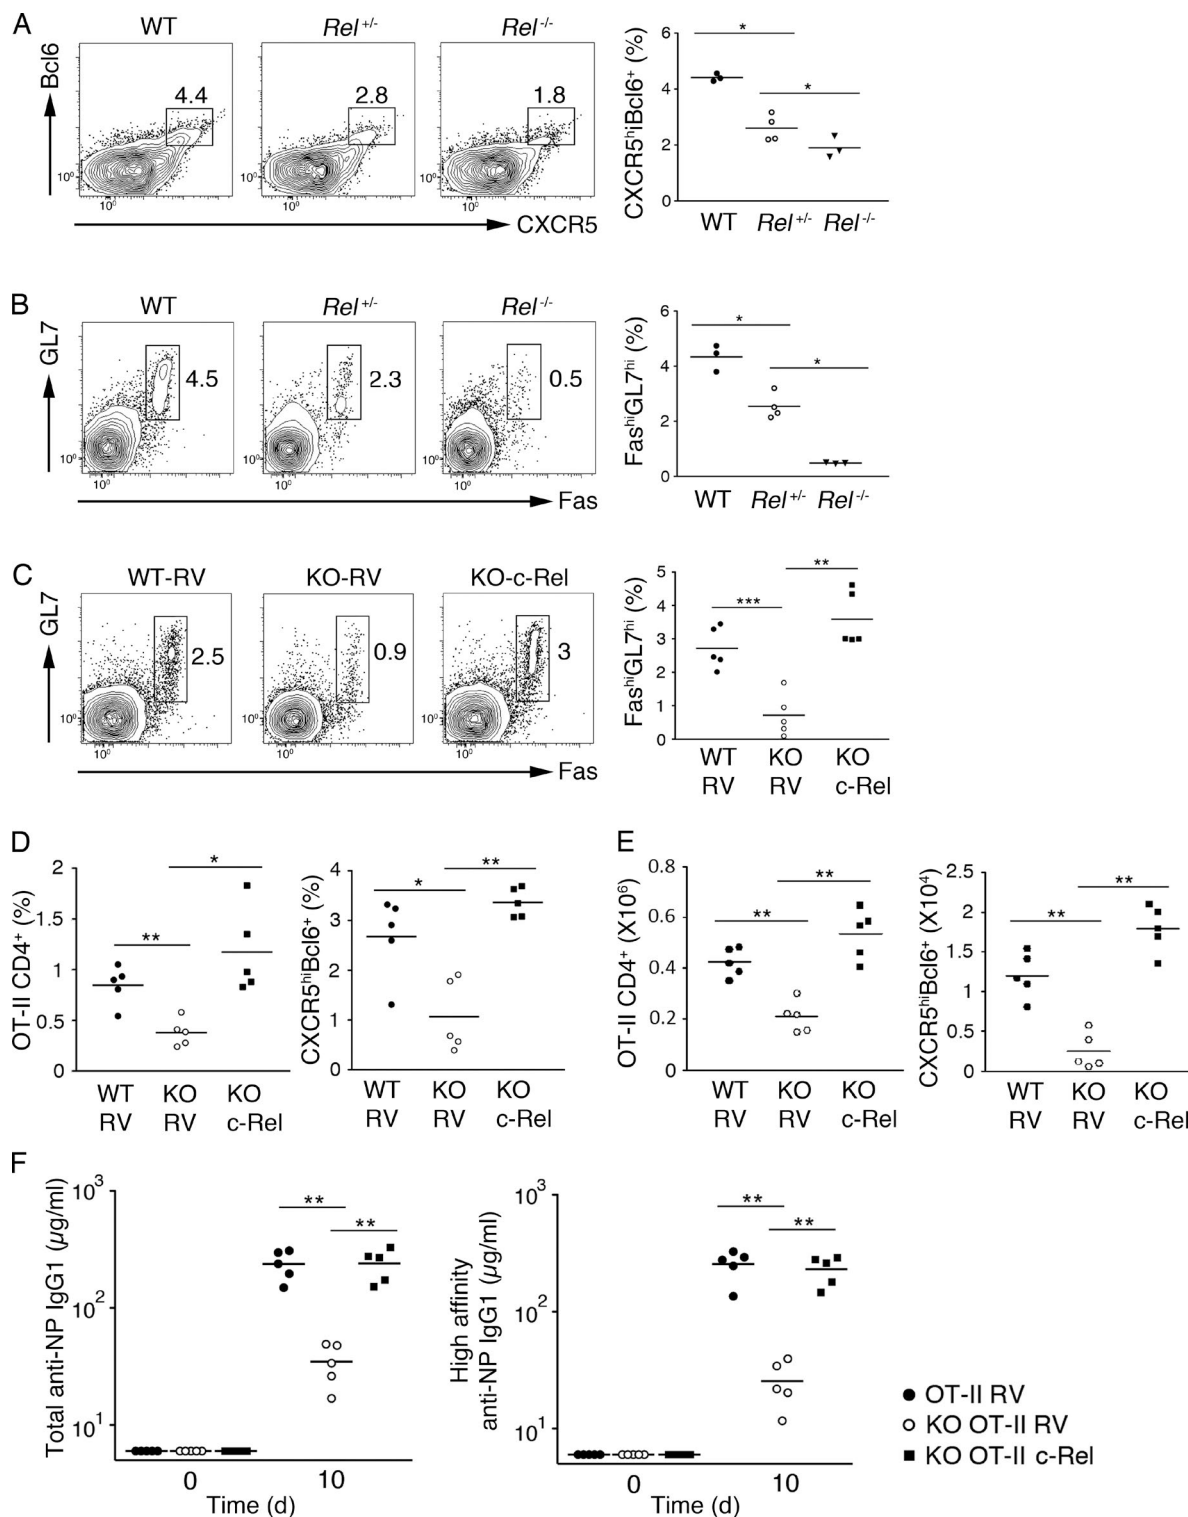 A
WT
Rel+/-
Rel-/-
Bcl6
4.4
2.8
1.8
10⁰
10⁰
10⁰
10⁰
CXCR5
CXCR5ʰⁱBcl6⁺ (%)
6
4
2
0
*
*
WT
Rel+/-
Rel-/-
B
WT
Rel+/-
Rel-/-
GL7
4.5
2.3
0.5
10⁰
10⁰
10⁰
10⁰
Fas
FasʰⁱGL7ʰⁱ (%)
6
4
2
0
*
*
WT
Rel+/-
Rel-/-
C
WT-RV
KO-RV
KO-c-Rel
GL7
2.5
0.9
3
10⁰
10⁰
10⁰
10⁰
Fas
FasʰⁱGL7ʰⁱ (%)
5
4
3
2
1
0
***
**
WT KO KO
RV RV c-Rel
D
OT-II CD4⁺ (%)
2
1.5
1
0.5
0
**
*
WT KO KO
RV RV c-Rel
CXCR5ʰⁱBcl6⁺ (%)
4
3
2
1
0
*
**
WT KO KO
RV RV c-Rel
E
OT-II CD4⁺ (X10⁶)
0.8
0.6
0.4
0.2
0
**
**
WT KO KO
RV RV c-Rel
CXCR5ʰⁱBcl6⁺ (X10⁴)
2.5
2
1.5
1
0.5
0
**
**
WT KO KO
RV RV c-Rel
F
Total anti-NP IgG1 (µg/ml)
10³
10²
10¹
**
**
0 10
Time (d)
High affinity
anti-NP IgG1 (µg/ml)
10³
10²
10¹
**
**
0 10
Time (d)
OT-II RV
KO OT-II RV
KO OT-II c-Rel